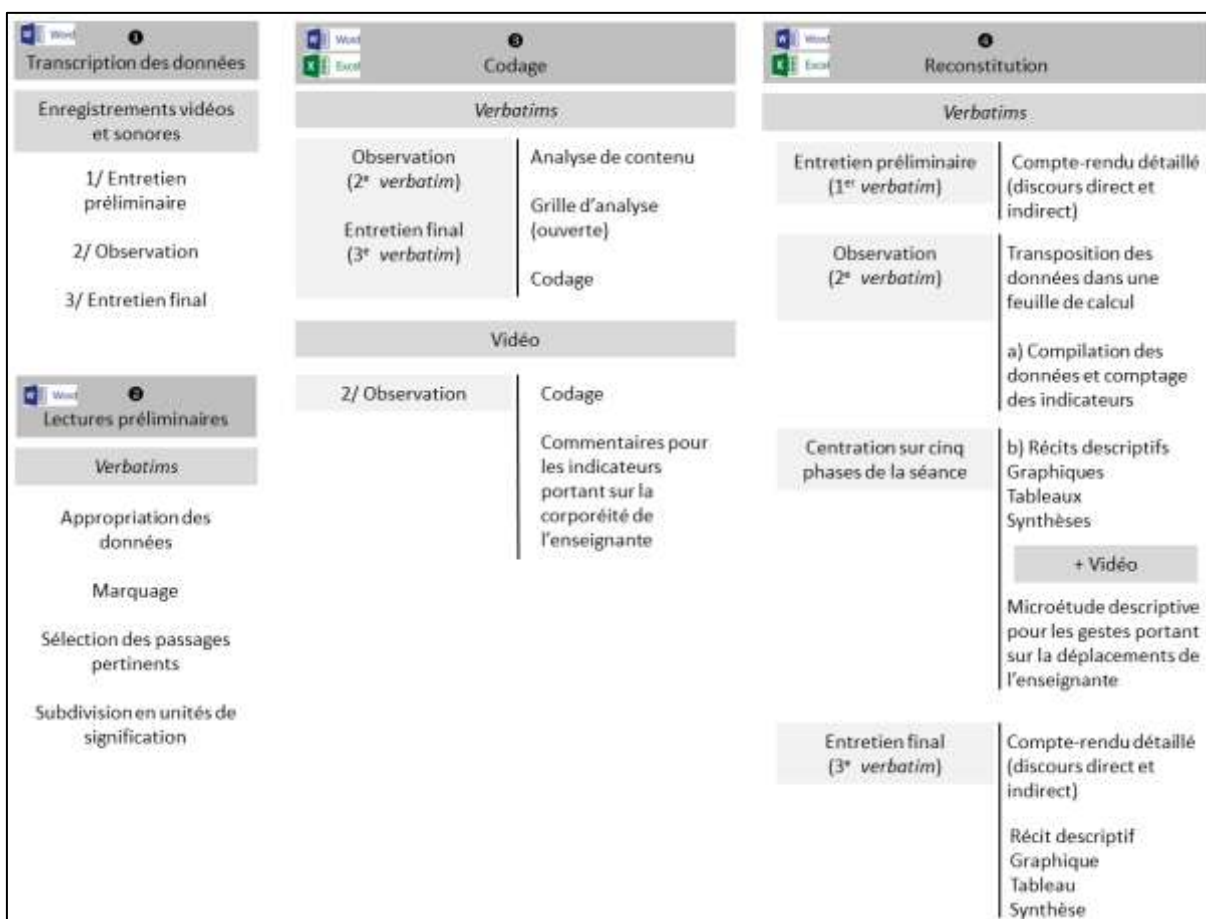 Word
❶
Transcription des données
Enregistrements vidéos
et sonores
1/ Entretien
préliminaire
2/ Observation
3/ Entretien final
Word
❷
Lectures préliminaires
Verbatims
Appropriation des
données
Marquage
Sélection des passages
pertinents
Subdivision en unités de
signification
Word
Excel
❸
Codage
Verbatims
Observation
(2e verbatim)
Entretien final
(3e verbatim)
Analyse de contenu
Grille d'analyse
(ouverte)
Codage
Vidéo
2/ Observation
Codage
Commentaires pour
les indicateurs
portant sur la
corporéité de
l'enseignante
Word
Excel
❹
Reconstitution
Verbatims
Entretien préliminaire
(1er verbatim)
Compte-rendu détaillé
(discours direct et
indirect)
Observation
(2e verbatim)
Transposition des
données dans une
feuille de calcul
a) Compilation des
données et comptage
des indicateurs
Centration sur cinq
phases de la séance
b) Récits descriptifs
Graphiques
Tableaux
Synthèses
+ Vidéo
Microétude descriptive
pour les gestes portant
sur la déplacements de
l'enseignante
Entretien final
(3e verbatim)
Compte-rendu détaillé
(discours direct et
indirect)
Récit descriptif
Graphique
Tableau
Synthèse